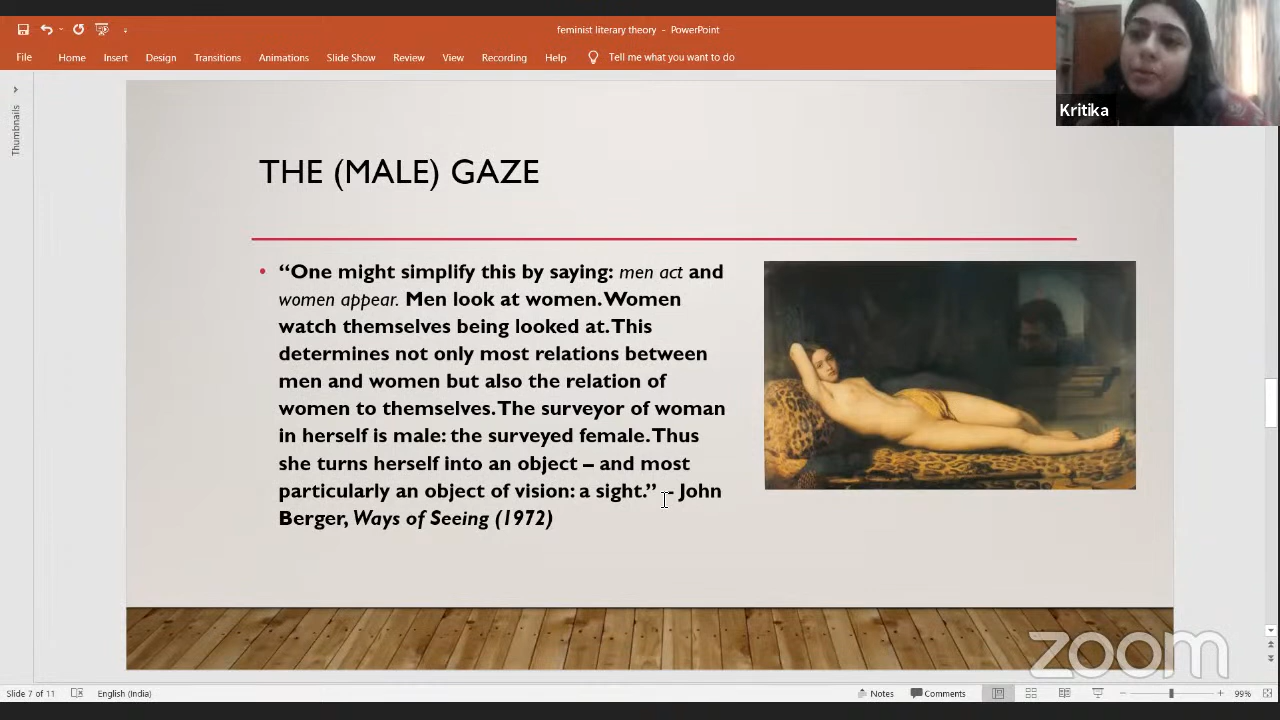 feminist literary theory - PowerPoint
File Home Insert Design Transitions Animations Slide Show Review View Recording Help Tell me what you want to do
Kritika
Thumbnails
THE (MALE) GAZE
• “One might simplify this by saying: men act and
women appear. Men look at women. Women
watch themselves being looked at. This
determines not only most relations between
men and women but also the relation of
women to themselves. The surveyor of woman
in herself is male: the surveyed female. Thus
she turns herself into an object – and most
particularly an object of vision: a sight.” - John
Berger, Ways of Seeing (1972)
zoom
Slide 7 of 11 English (India) Notes Comments 99%